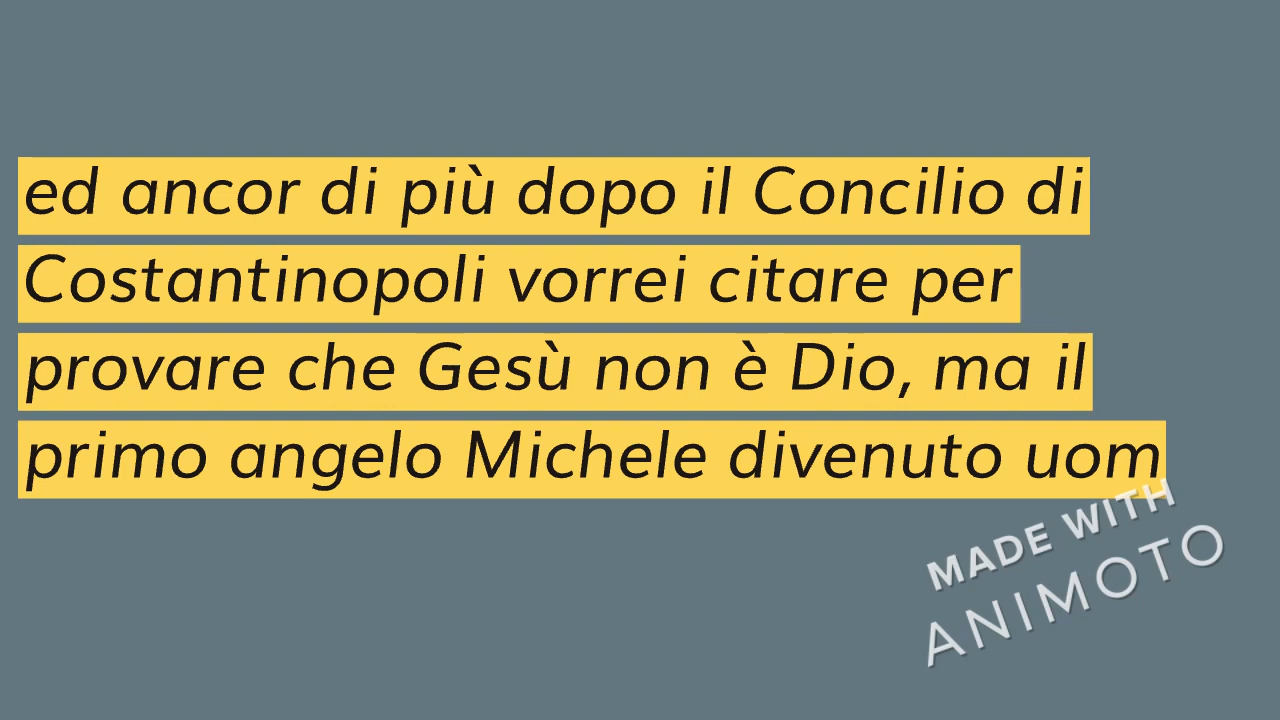 ed ancor di più dopo il Concilio di
Costantinopoli vorrei citare per
provare che Gesù non è Dio, ma il
primo angelo Michele divenuto uom
MADE WITH
ANIMOTO